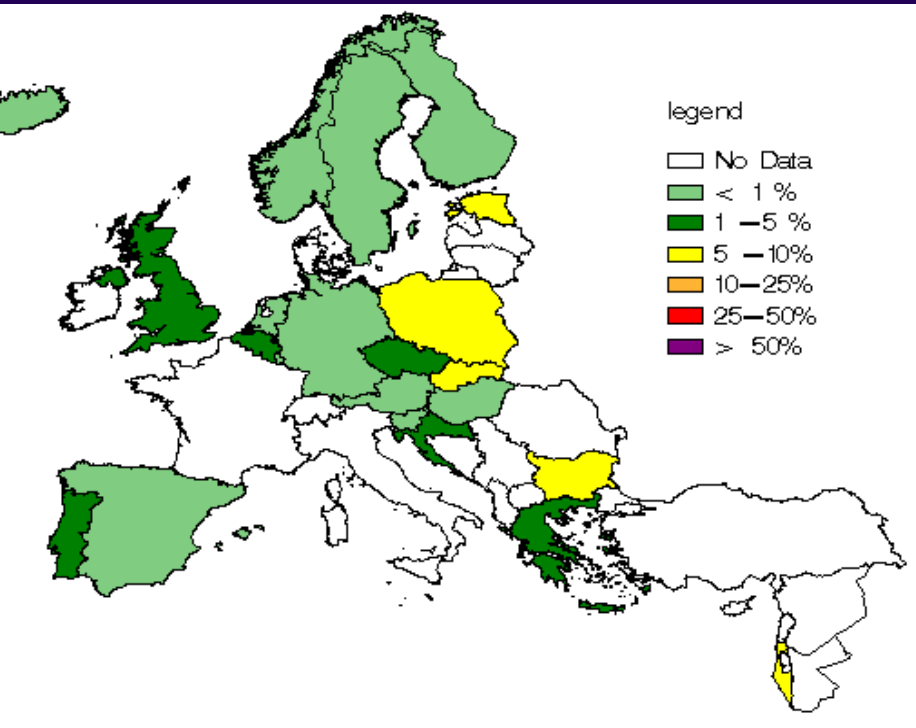 legend
No Data
< 1 %
1 –5 %
5 –10%
10–25%
25–50%
> 50%